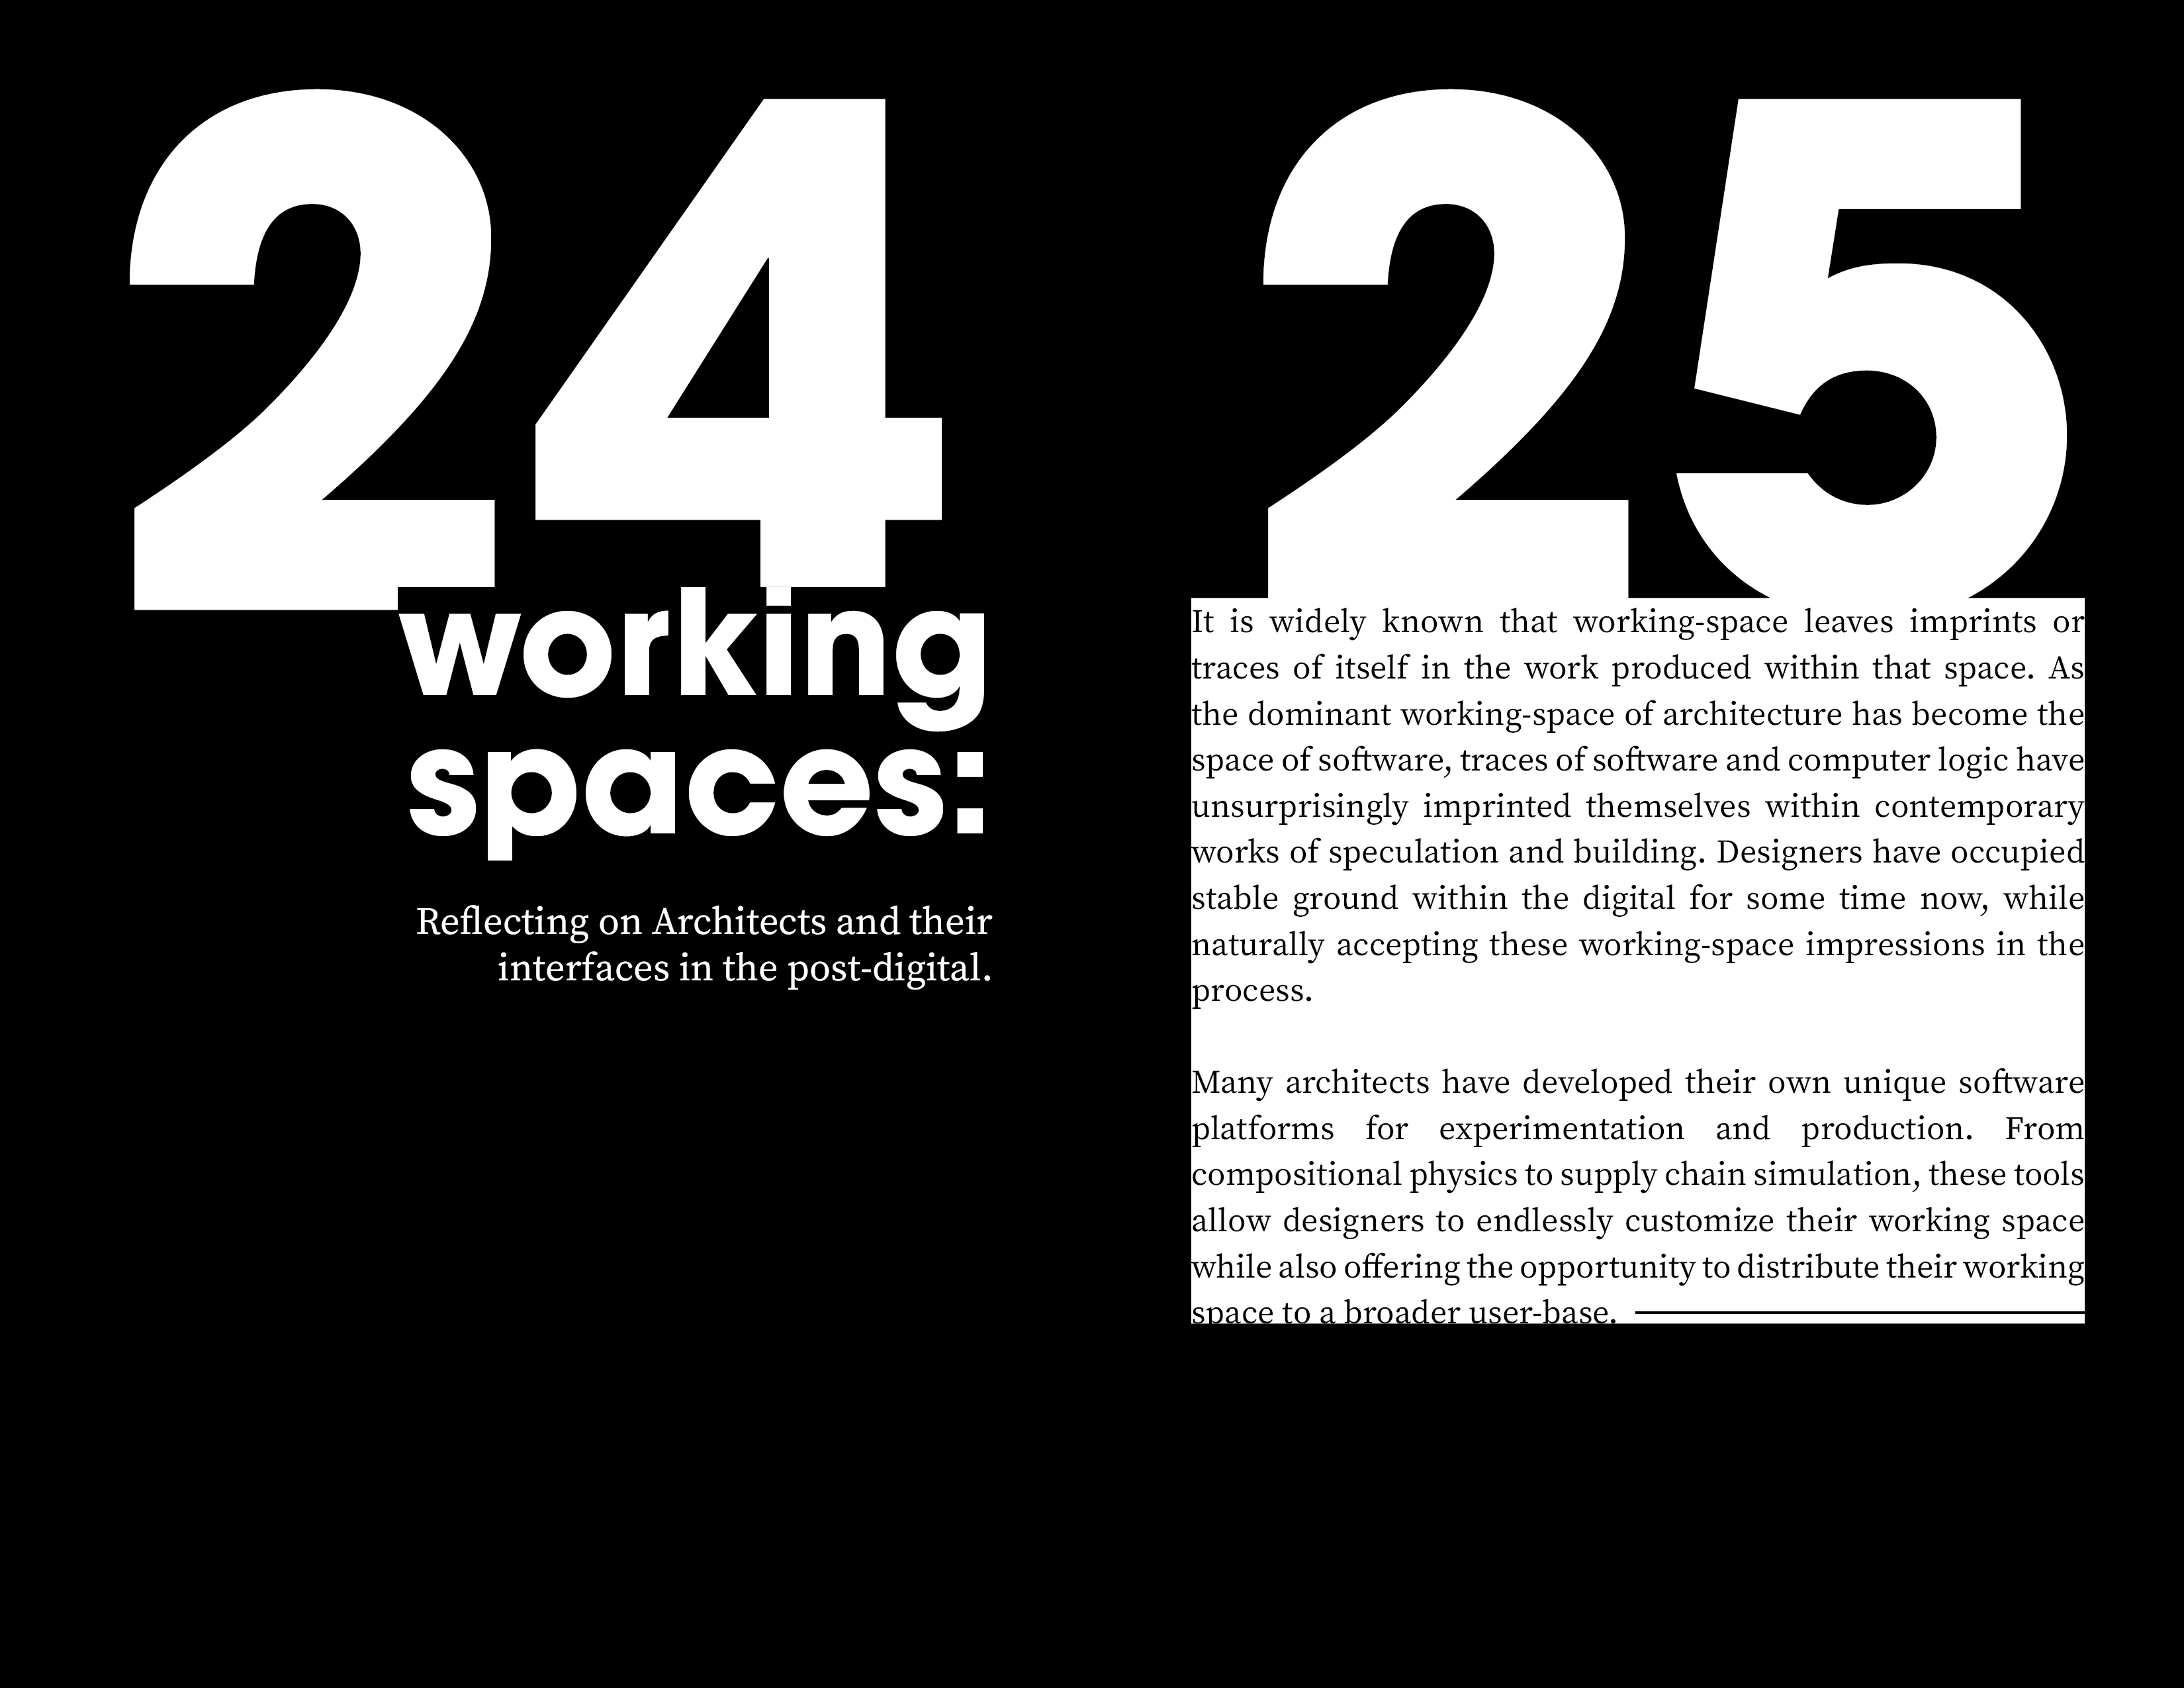 24
working
spaces:
Reflecting on Architects and their
interfaces in the post-digital.
25
It is widely known that working-space leaves imprints or
traces of itself in the work produced within that space. As
the dominant working-space of architecture has become the
space of software, traces of software and computer logic have
unsurprisingly imprinted themselves within contemporary
works of speculation and building. Designers have occupied
stable ground within the digital for some time now, while
naturally accepting these working-space impressions in the
process.
Many architects have developed their own unique software
platforms for experimentation and production. From
compositional physics to supply chain simulation, these tools
allow designers to endlessly customize their working space
while also offering the opportunity to distribute their working
space to a broader user-base.